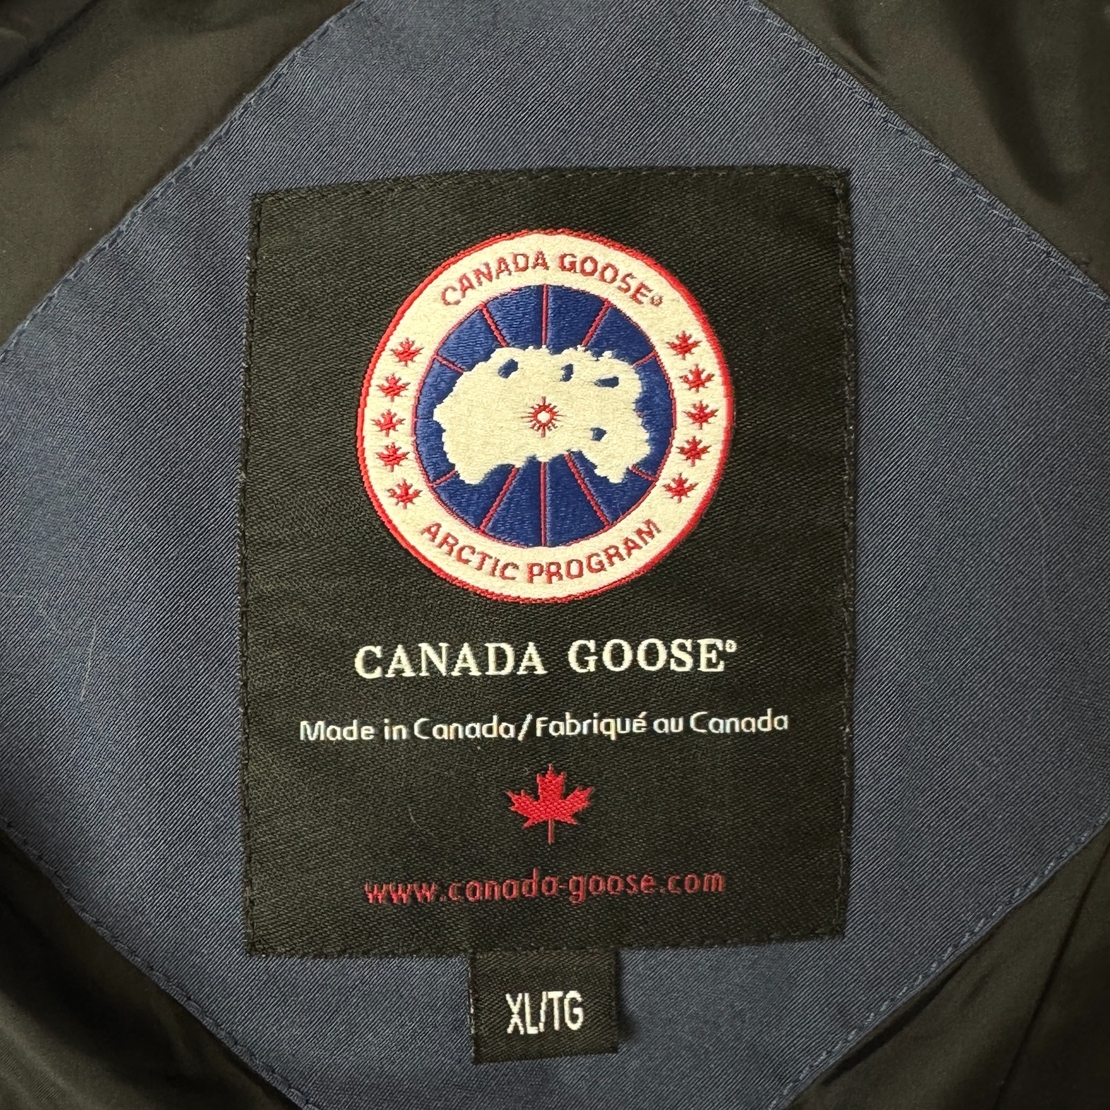 CANADA GOOSE®
ARCTIC PROGRAM
CANADA GOOSE®
Made in Canada/Fabriqué au Canada
www.canada-goose.com
XL/TG